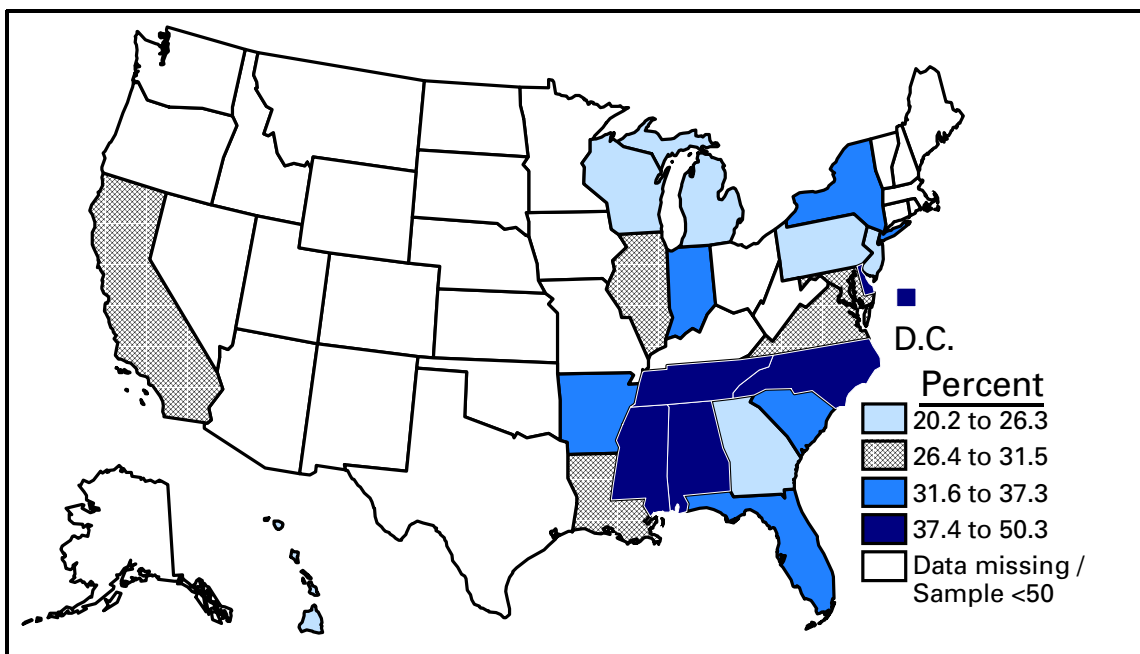 D.C.
Percent
20.2 to 26.3
26.4 to 31.5
31.6 to 37.3
37.4 to 50.3
Data missing /
Sample <50